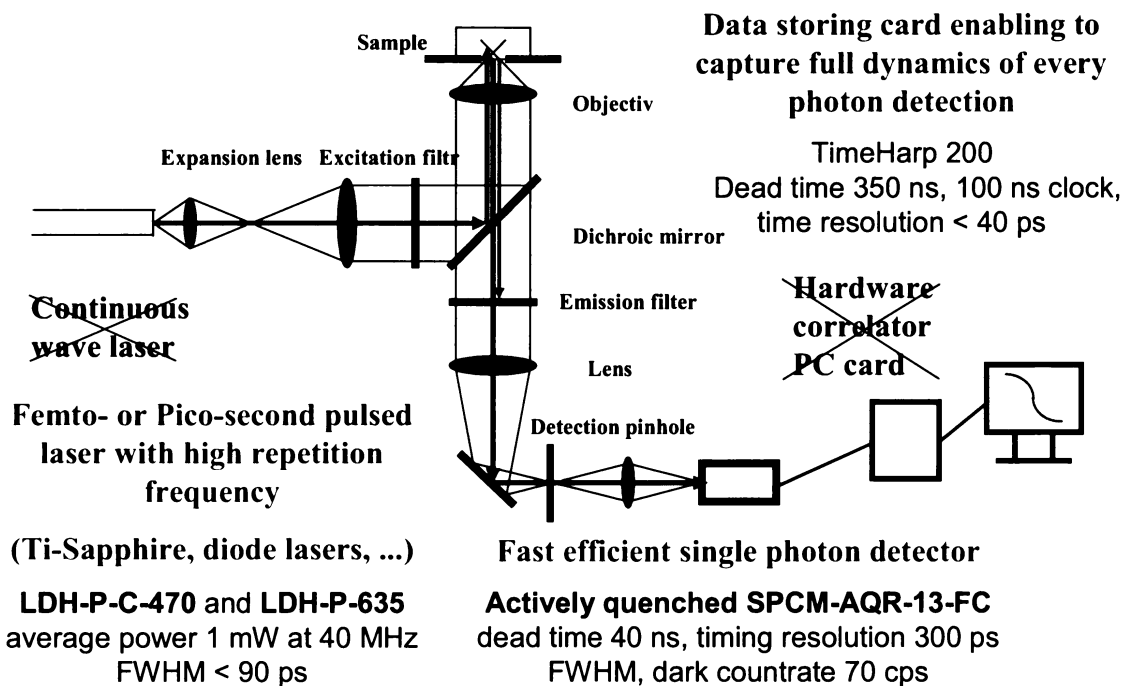 Sample
Data storing card enabling to
capture full dynamics of every
photon detection
Objectiv
TimeHarp 200
Dead time 350 ns, 100 ns clock,
time resolution < 40 ps
Expansion lens
Excitation filtr
Dichroic mirror
Emission filter
Continuous
wave laser
Hardware
correlator
PC card
Lens
Femto- or Pico-second pulsed
laser with high repetition
frequency
Detection pinhole
(Ti-Sapphire, diode lasers, ...)
LDH-P-C-470 and LDH-P-635
average power 1 mW at 40 MHz
FWHM < 90 ps
Fast efficient single photon detector
Actively quenched SPCM-AQR-13-FC
dead time 40 ns, timing resolution 300 ps
FWHM, dark countrate 70 cps